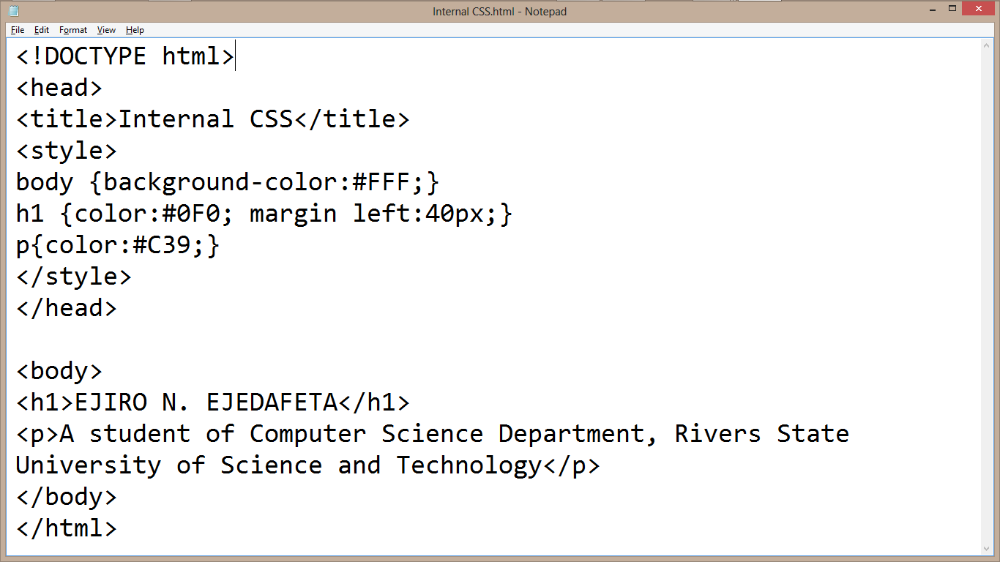 Internal CSS.html - Notepad
File Edit Format View Help
<!DOCTYPE html>
<head>
<title>Internal CSS</title>
<style>
body {background-color:#FFF;}
h1 {color:#0F0; margin left:40px;}
p{color:#C39;}
</style>
</head>
<body>
<h1>EJIRO N. EJEDAFETA</h1>
<p>A student of Computer Science Department, Rivers State
University of Science and Technology</p>
</body>
</html>